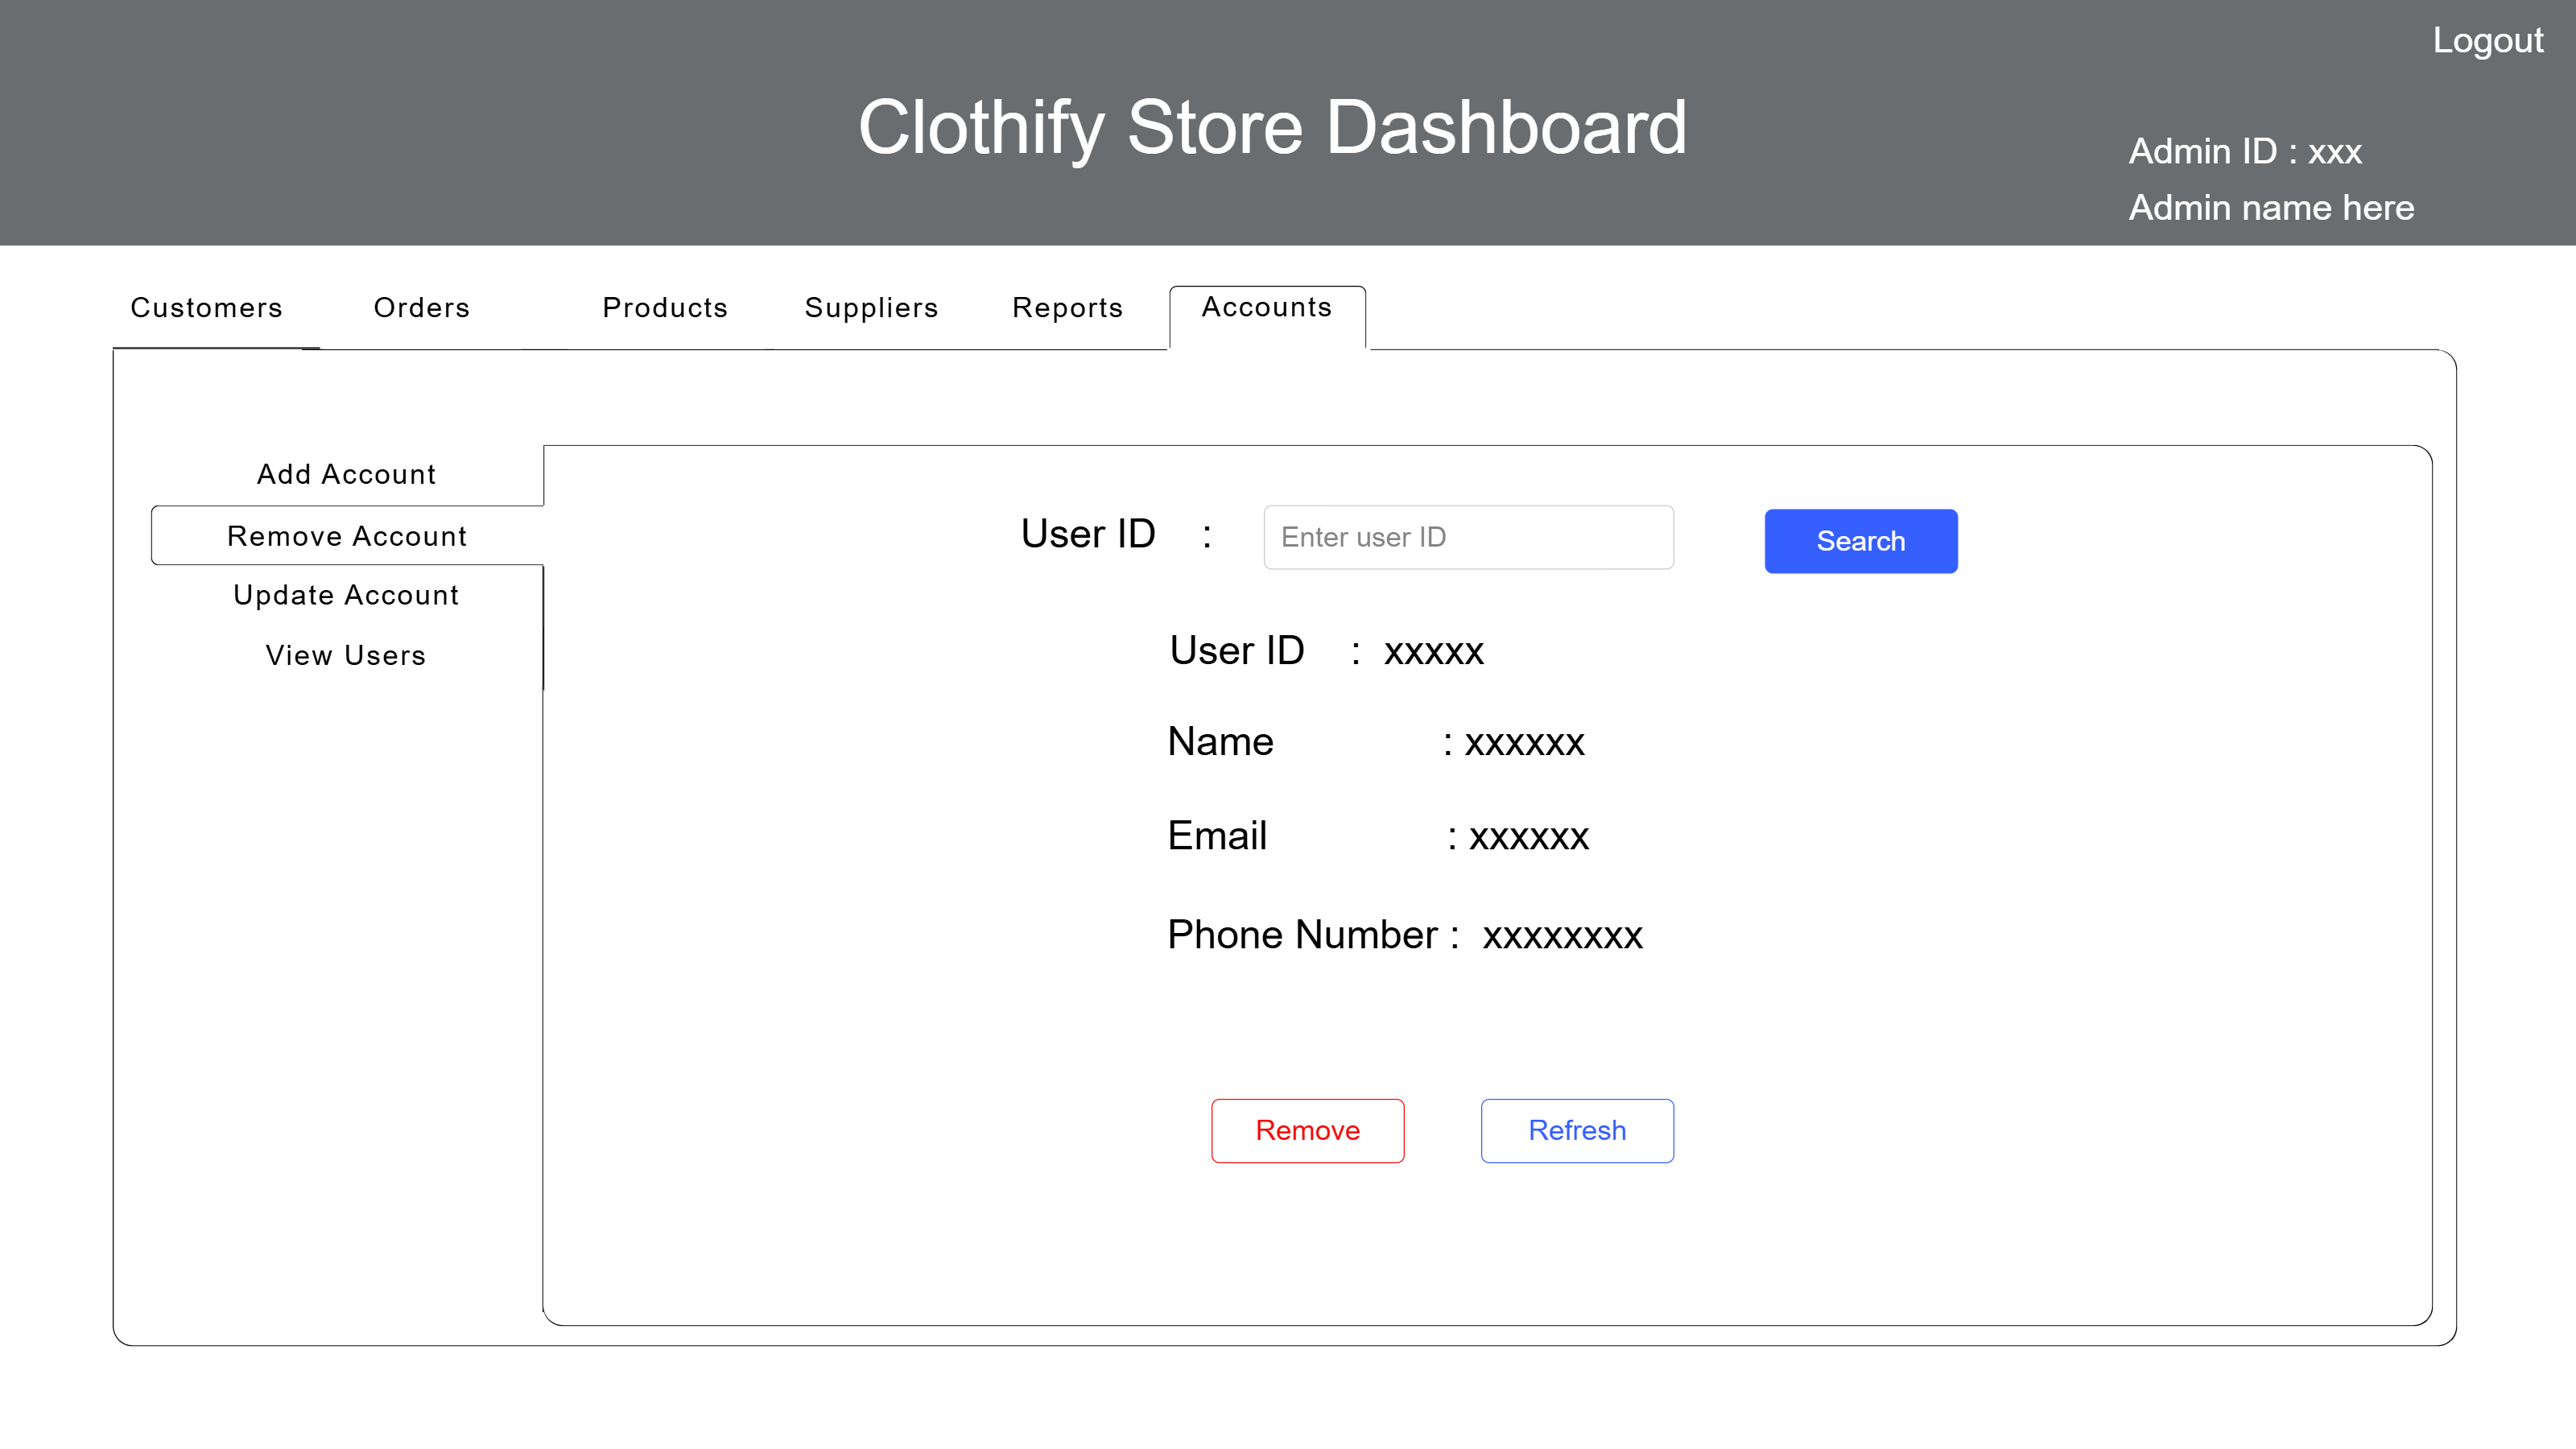 Logout
Clothify Store Dashboard
Admin ID : xxx
Admin name here
Customers Orders Products Suppliers Reports Accounts
Add Account
Remove Account
Update Account
View Users
User ID : Enter user ID Search
User ID : xxxxx
Name : xxxxxx
Email : xxxxxx
Phone Number : xxxxxxxx
Remove Refresh